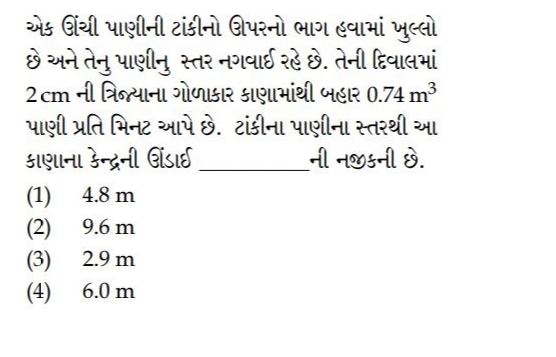 એક ઊંચી પાણીની ટાંકીનો ઊપરનો ભાગ હવામાં ખુલ્લો
છે અને તેનુ પાણીનુ સ્તર નગવાઈ રહે છે. તેની દિવાલમાં
2 cm ની ત્રિજ્યાના ગોળાકાર કાણામાંથી બહાર 0.74 m³
પાણી પ્રતિ મિનટ આપે છે. ટાંકીના પાણીના સ્તરથી આ
કાણાના કેન્દ્રની ઊંડાઈ __________ની નજીકની છે.
(1) 4.8 m
(2) 9.6 m
(3) 2.9 m
(4) 6.0 m